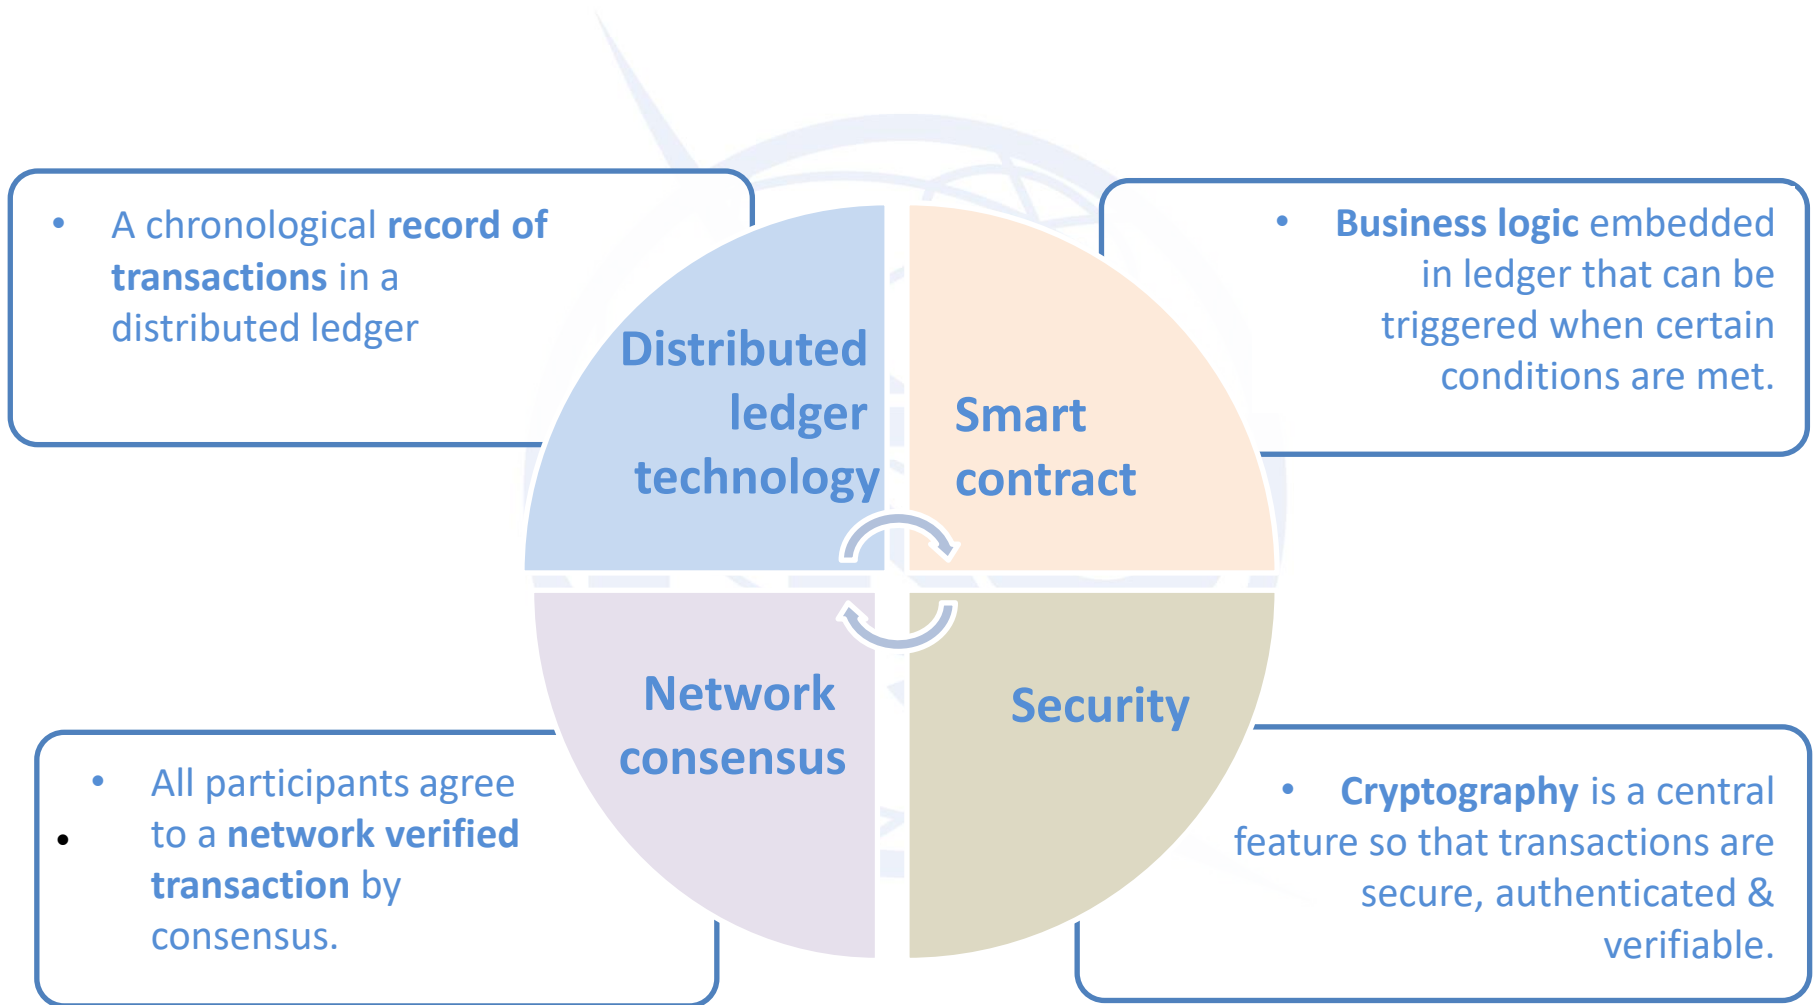 • A chronological record of
transactions in a
distributed ledger
• Business logic embedded
in ledger that can be
triggered when certain
conditions are met.
Distributed
ledger
technology
Smart
contract
Network
consensus
Security
• All participants agree
to a network verified
transaction by
consensus.
•
• Cryptography is a central
feature so that transactions are
secure, authenticated &
verifiable.